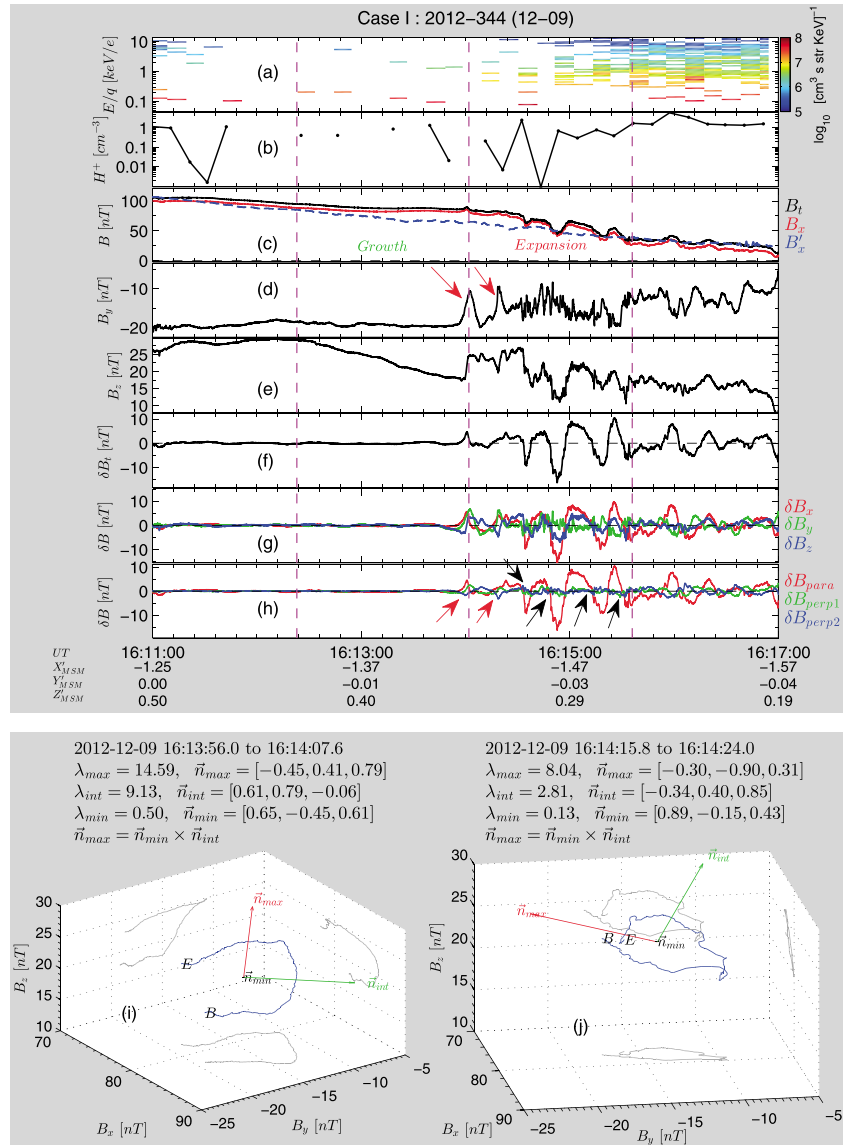 Case I : 2012−344 (12−09)
E/q [keV/e]
10
1
0.1
(a)
8
7
6
5
log10 [cm² s str KeV]⁻¹
H⁺ [cm⁻³]
1.00
0.10
0.01
(b)
B [nT]
100
50
0
(c)
Growth
Expansion
Bt
Bx
B′x
By [nT]
−10
−20
(d)
Bz [nT]
25
20
15
10
(e)
δBt [nT]
10
0
−10
(f)
δB [nT]
10
0
−10
(g)
δBx
δBy
δBz
δB [nT]
10
0
−10
(h)
δBpara
δBperp1
δBperp2
UT 16:11:00 16:13:00 16:15:00 16:17:00
X′MSM −1.25 −1.37 −1.47 −1.57
Y′MSM 0.00 −0.01 −0.03 −0.04
Z′MSM 0.50 0.40 0.29 0.19
2012-12-09 16:13:56.0 to 16:14:07.6
λmax = 14.59, n⃗max = [−0.45, 0.41, 0.79]
λint = 9.13, n⃗int = [0.61, 0.79, −0.06]
λmin = 0.50, n⃗min = [0.65, −0.45, 0.61]
n⃗max = n⃗min × n⃗int
Bz [nT]
30
25
20
15
10
70
80
90
−25
−20
−15
−10
−5
Bx [nT]
By [nT]
n⃗max
n⃗int
n⃗min
E
B
(i)
2012-12-09 16:14:15.8 to 16:14:24.0
λmax = 8.04, n⃗max = [−0.30, −0.90, 0.31]
λint = 2.81, n⃗int = [−0.34, 0.40, 0.85]
λmin = 0.13, n⃗min = [0.89, −0.15, 0.43]
n⃗max = n⃗min × n⃗int
Bz [nT]
30
25
20
15
10
70
80
90
−25
−20
−15
−10
−5
Bx [nT]
By [nT]
n⃗int
n⃗max
B
E
n⃗min
(j)